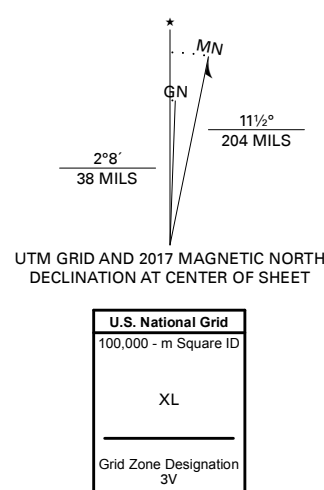 ★
MN
GN
11½°
204 MILS
2°8´
38 MILS
UTM GRID AND 2017 MAGNETIC NORTH
DECLINATION AT CENTER OF SHEET
U.S. National Grid
100,000 - m Square ID
XL
Grid Zone Designation
3V